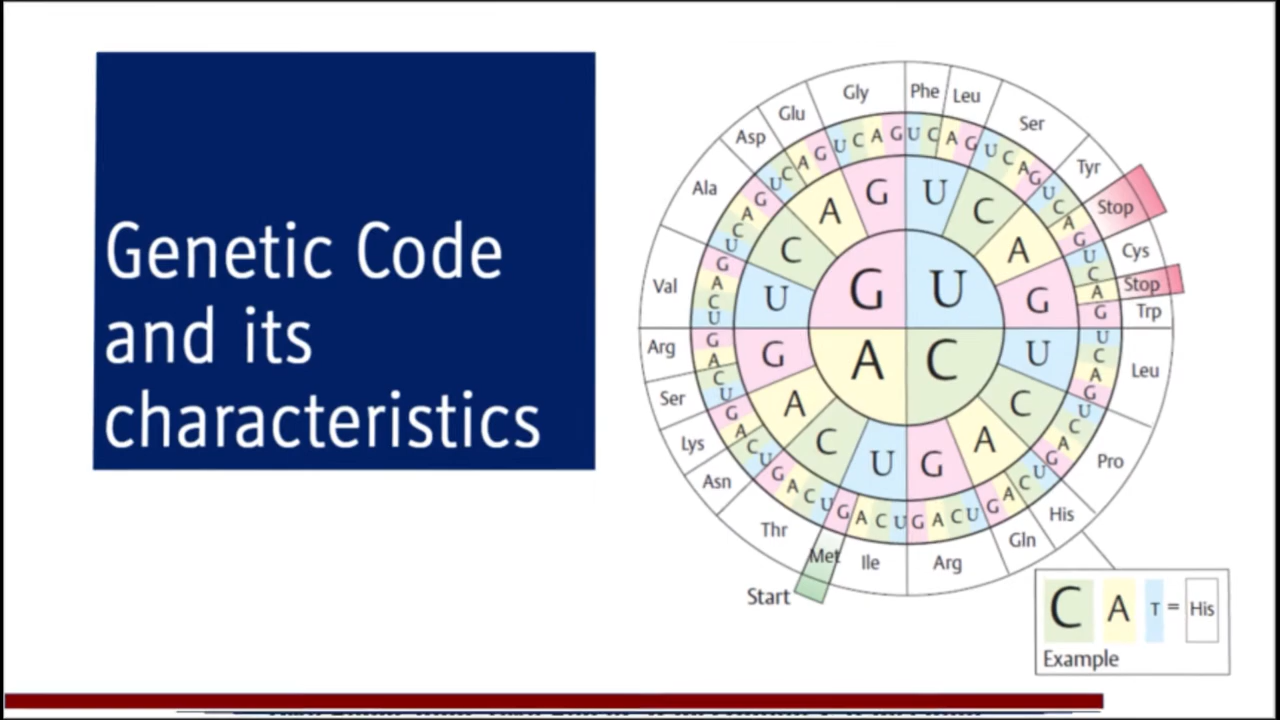 Genetic Code
and its
characteristics
Gly
Phe
Leu
Ser
Tyr
Stop
Cys
Stop
Trp
Leu
Pro
His
Gln
Arg
Ile
Met
Start
Thr
Asn
Lys
Ser
Arg
Val
Ala
Asp
Glu
U C A G U C A G U C A G U C A G
U C A G U C A G U C A G U C A G
U C A G U C A G U C A G U C A G
U C A G U C A G U C A G U C A G
U C A G
U C A G
U C A G
U C A G
G U
A C
C A T = His
Example